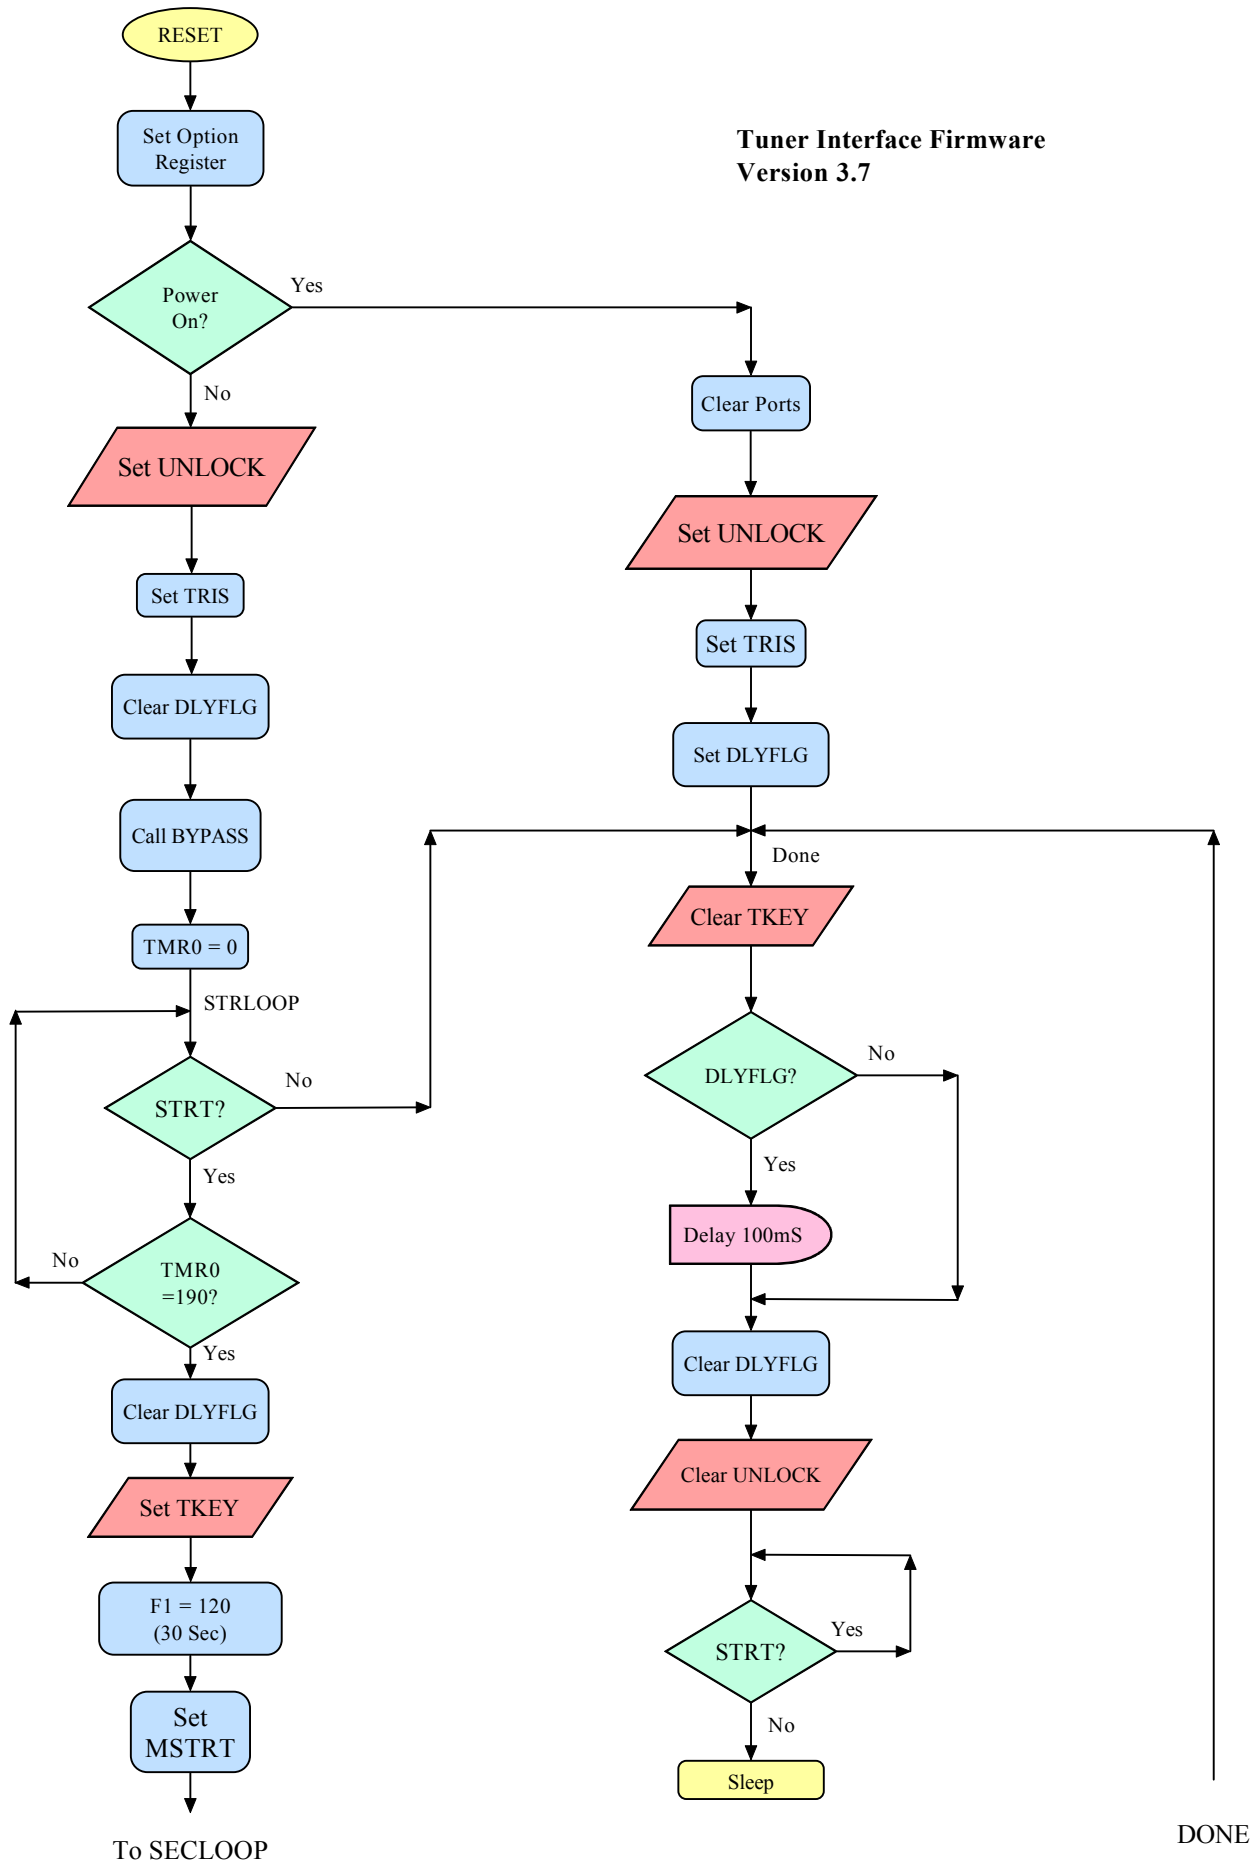 RESET
Set Option
Register
Tuner Interface Firmware
Version 3.7
Power
On?
Yes
No
Set UNLOCK
Set TRIS
Clear DLYFLG
Call BYPASS
TMR0 = 0
STRLOOP
STRT?
No
Yes
TMR0
=190?
No
Yes
Clear DLYFLG
Set TKEY
F1 = 120
(30 Sec)
Set
MSTRT
To SECLOOP
Clear Ports
Set UNLOCK
Set TRIS
Set DLYFLG
Done
Clear TKEY
DLYFLG?
No
Yes
Delay 100mS
Clear DLYFLG
Clear UNLOCK
STRT?
Yes
No
Sleep
DONE